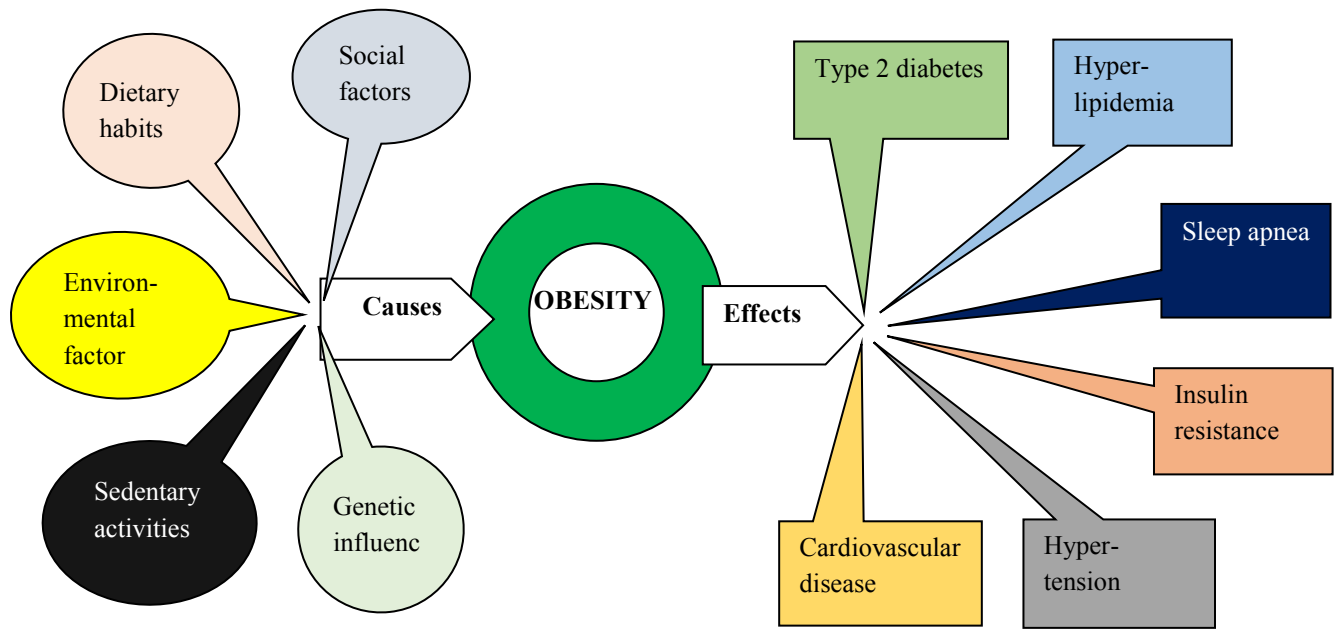 Social
factors
Dietary
habits
Environ-
mental
factor
Sedentary
activities
Genetic
influenc
Causes
OBESITY
Effects
Type 2 diabetes
Hyper-
lipidemia
Sleep apnea
Insulin
resistance
Hyper-
tension
Cardiovascular
disease